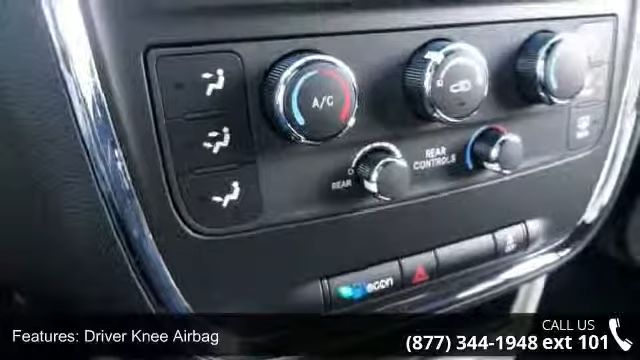 A/C
REAR
REAR
CONTROLS
econ
Features: Driver Knee Airbag
CALL US
(877) 344-1948 ext 101